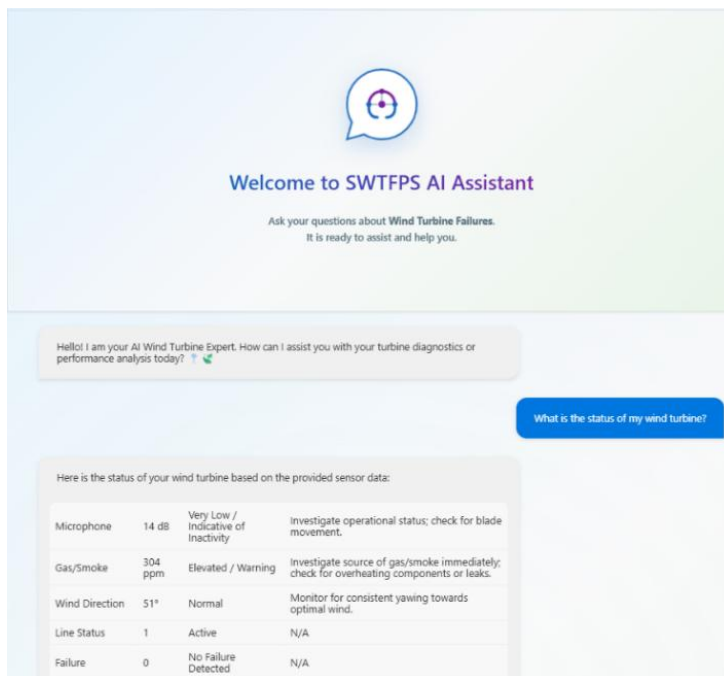 Welcome to SWTFPS AI Assistant
Ask your questions about Wind Turbine Failures.
It is ready to assist and help you.
Hello! I am your AI Wind Turbine Expert. How can I assist you with your turbine diagnostics or
performance analysis today?
What is the status of my wind turbine?
Here is the status of your wind turbine based on the provided sensor data:
Microphone 14 dB Very Low / Indicative of Inactivity Investigate operational status; check for blade movement.
Gas/Smoke 304 ppm Elevated / Warning Investigate source of gas/smoke immediately; check for overheating components or leaks.
Wind Direction 51° Normal Monitor for consistent yawing towards optimal wind.
Line Status 1 Active N/A
Failure 0 No Failure Detected N/A